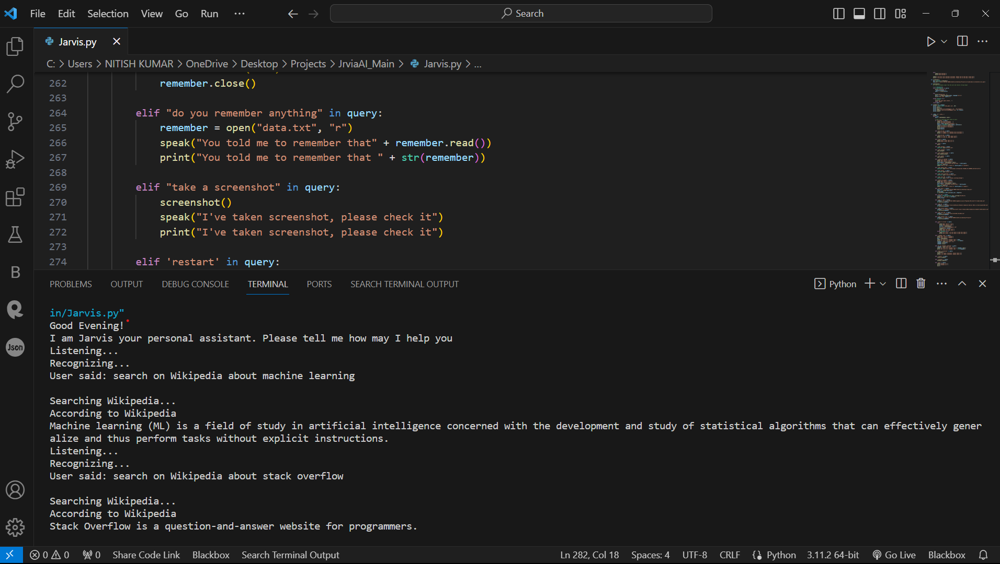 File Edit Selection View Go Run ...
Search
Jarvis.py
C: > Users > NITISH KUMAR > OneDrive > Desktop > Projects > JrviaAI_Main > Jarvis.py > ...
262 remember.close()
263
264 elif "do you remember anything" in query:
265 remember = open("data.txt", "r")
266 speak("You told me to remember that" + remember.read())
267 print("You told me to remember that " + str(remember))
268
269 elif "take a screenshot" in query:
270 screenshot()
271 speak("I've taken screenshot, please check it")
272 print("I've taken screenshot, please check it")
273
274 elif 'restart' in query:
PROBLEMS OUTPUT DEBUG CONSOLE TERMINAL PORTS SEARCH TERMINAL OUTPUT Python
in/Jarvis.py"
Good Evening!
I am Jarvis your personal assistant. Please tell me how may I help you
Listening...
Recognizing...
User said: search on Wikipedia about machine learning
Searching Wikipedia...
According to Wikipedia
Machine learning (ML) is a field of study in artificial intelligence concerned with the development and study of statistical algorithms that can effectively gener
alize and thus perform tasks without explicit instructions.
Listening...
Recognizing...
User said: search on Wikipedia about stack overflow
Searching Wikipedia...
According to Wikipedia
Stack Overflow is a question-and-answer website for programmers.
B
Json
0 0 0 Share Code Link Blackbox Search Terminal Output Ln 282, Col 18 Spaces: 4 UTF-8 CRLF Python 3.11.2 64-bit Go Live Blackbox